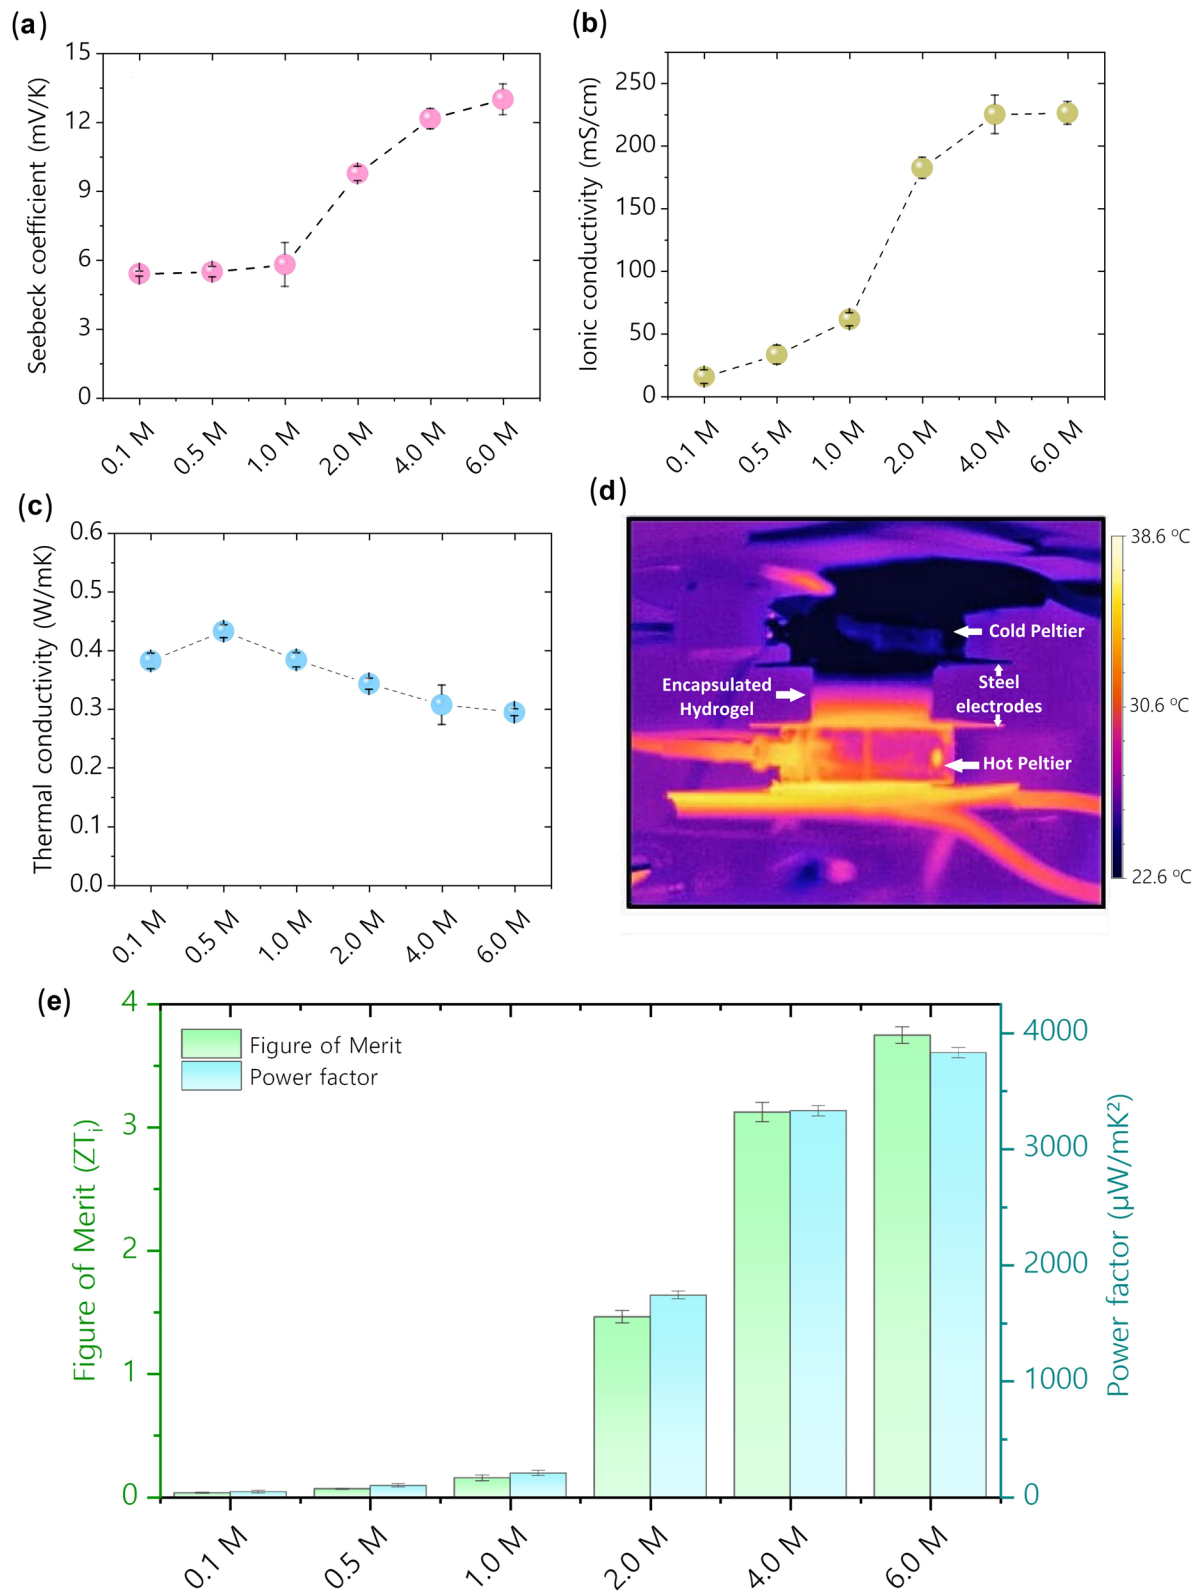 (a)
Seebeck coefficient (mV/K)
15
12
9
6
3
0
0.1 M
0.5 M
1.0 M
2.0 M
4.0 M
6.0 M
(b)
Ionic conductivity (mS/cm)
250
200
150
100
50
0
0.1 M
0.5 M
1.0 M
2.0 M
4.0 M
6.0 M
(c)
Thermal conductivity (W/mK)
0.6
0.5
0.4
0.3
0.2
0.1
0.0
0.1 M
0.5 M
1.0 M
2.0 M
4.0 M
6.0 M
(d)
38.6 ºC
30.6 ºC
22.6 ºC
Cold Peltier
Steel
electrodes
Encapsulated
Hydrogel
Hot Peltier
(e)
Figure of Merit (ZTᵢ)
4
3
2
1
0
Figure of Merit
Power factor
Power factor (μW/mK²)
4000
3000
2000
1000
0
0.1 M
0.5 M
1.0 M
2.0 M
4.0 M
6.0 M